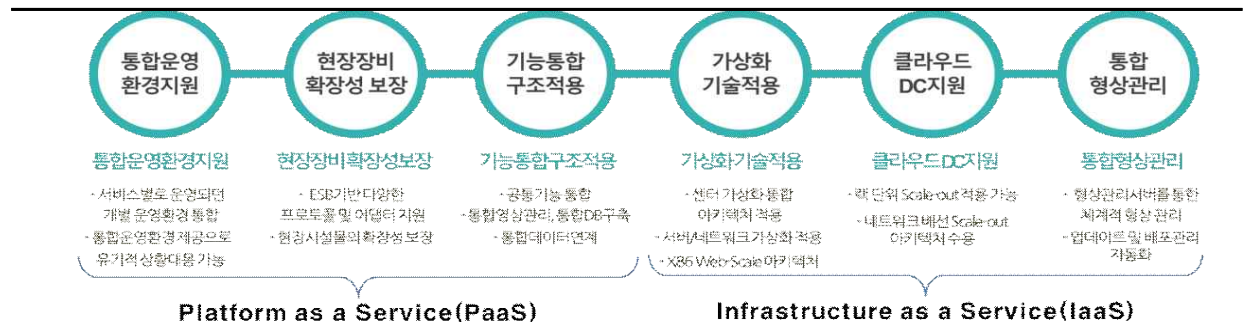 통합운영
환경지원
현장장비
확장성 보장
기능통합
구조적용
가상화
기술적용
클라우드
DC지원
통합
형상관리
통합운영환경지원
- 서비스별로 운영되던
개별 운영환경 통합
- 통합운영환경 제공으로
유기적 상황대응 가능
현장장비확장성보장
- ESB기반 다양한
프로토콜 및 어댑터 지원
- 현장시설물의 확장성 보장
기능통합구조적용
- 공통기능 통합
- 통합영상관리, 통합DB구축
- 통합데이터 연계
가상화기술적용
- 센터 가상화 통합
아키텍처 적용
- 서버/네트워크 가상화 적용
- X86 Web-Scale 아키텍처
클라우드DC지원
- 랙 단위 Scale-out 적용 가능
- 네트워크 배선 Scale-out
아키텍처 수용
통합형상관리
- 형상관리서버를 통한
체계적 형상 관리
- 업데이트 및 배포관리
자동화
Platform as a Service(PaaS)
Infrastructure as a Service(IaaS)